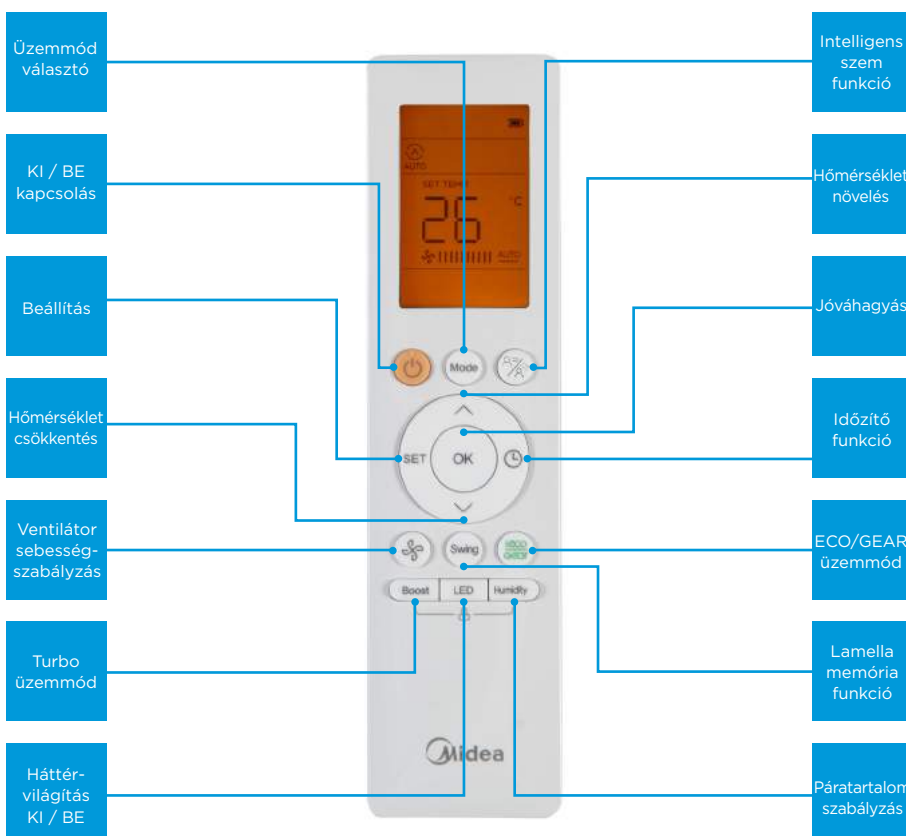 Üzemmód
választó
KI / BE
kapcsolás
Beállítás
Hőmérséklet
csökkentés
Ventilátor
sebesség-
szabályzás
Turbo
üzemmód
Háttér-
világítás
KI / BE
AUTO
SET TEMP.
26
°C
AUTO
Mode
SET
OK
Swing
ECO
GEAR
Boost
LED
Humidity
Midea
Intelligens
szem
funkció
Hőmérséklet
növelés
Jóváhagyás
Időzítő
funkció
ECO/GEAR
üzemmód
Lamella
memória
funkció
Páratartalom
szabályzás